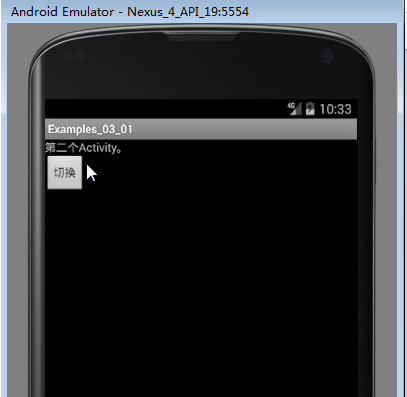 Android Emulator - Nexus_4_API_19:5554
4G 10:33
Examples_03_01
第二个Activity。
切换